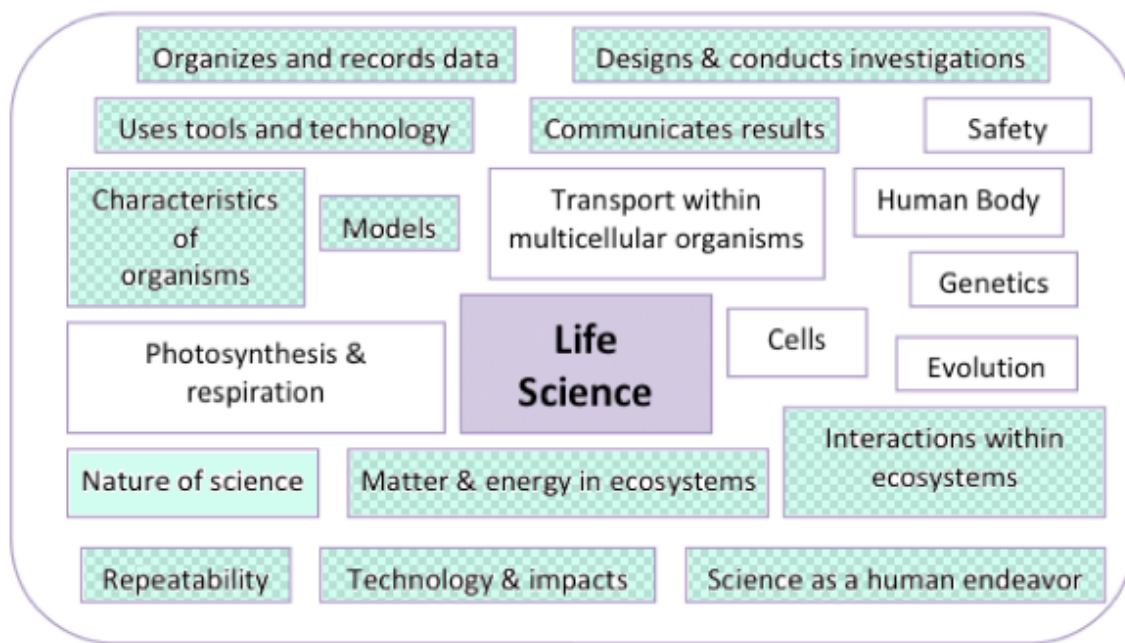 Organizes and records data
Designs & conducts investigations
Uses tools and technology
Communicates results
Safety
Characteristics
of
organisms
Models
Transport within
multicellular organisms
Human Body
Genetics
Photosynthesis &
respiration
Life
Science
Cells
Evolution
Interactions within
ecosystems
Nature of science
Matter & energy in ecosystems
Repeatability
Technology & impacts
Science as a human endeavor